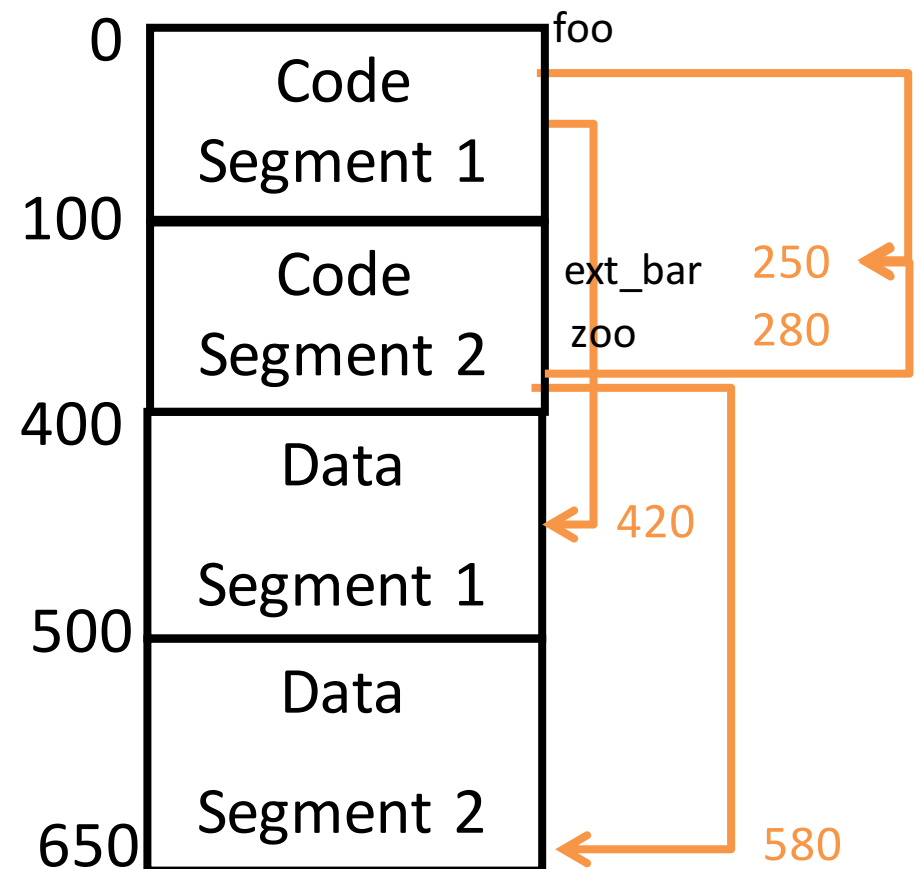 0
foo
Code
Segment 1
100
Code
Segment 2
ext_bar 250
zoo 280
400
Data
Segment 1
420
500
Data
Segment 2
650
580